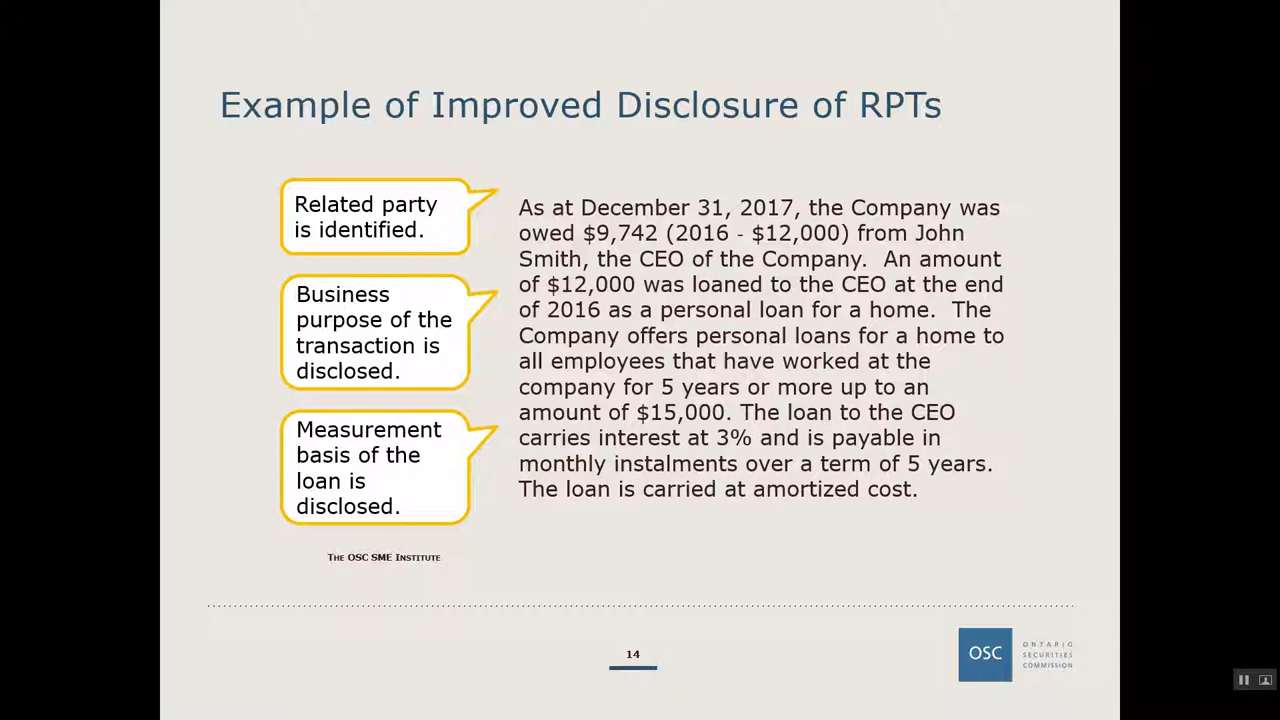 Example of Improved Disclosure of RPTs
Related party
is identified.
Business
purpose of the
transaction is
disclosed.
Measurement
basis of the
loan is
disclosed.
As at December 31, 2017, the Company was
owed $9,742 (2016 - $12,000) from John
Smith, the CEO of the Company.  An amount
of $12,000 was loaned to the CEO at the end
of 2016 as a personal loan for a home.  The
Company offers personal loans for a home to
all employees that have worked at the
company for 5 years or more up to an
amount of $15,000. The loan to the CEO
carries interest at 3% and is payable in
monthly instalments over a term of 5 years.
The loan is carried at amortized cost.
THE OSC SME INSTITUTE
14
OSC
ONTARIO
SECURITIES
COMMISSION